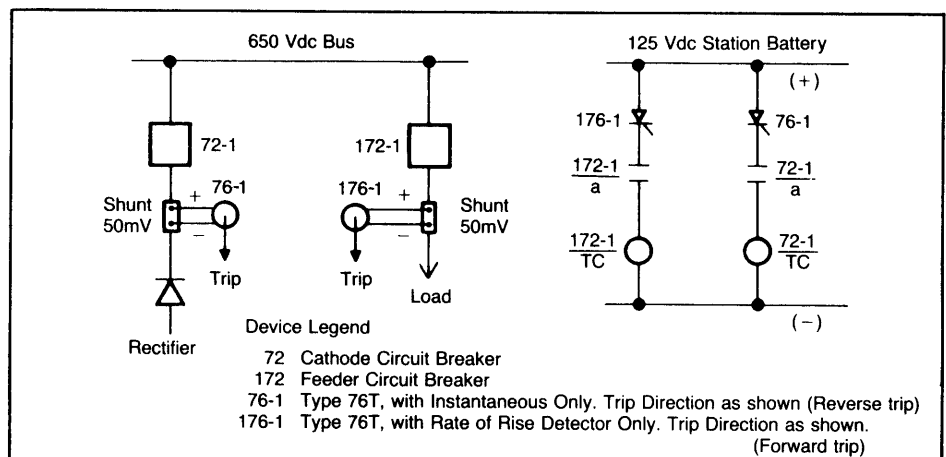 650 Vdc Bus
125 Vdc Station Battery
(+)
72-1
172-1
176-1
76-1
172-1
a
72-1
a
76-1
176-1
+
−
+
−
Shunt
50mV
Shunt
50mV
Trip
Trip
Load
172-1
TC
72-1
TC
Rectifier
(−)
Device Legend
72 Cathode Circuit Breaker
172 Feeder Circuit Breaker
76-1 Type 76T, with Instantaneous Only. Trip Direction as shown (Reverse trip)
176-1 Type 76T, with Rate of Rise Detector Only. Trip Direction as shown.
(Forward trip)